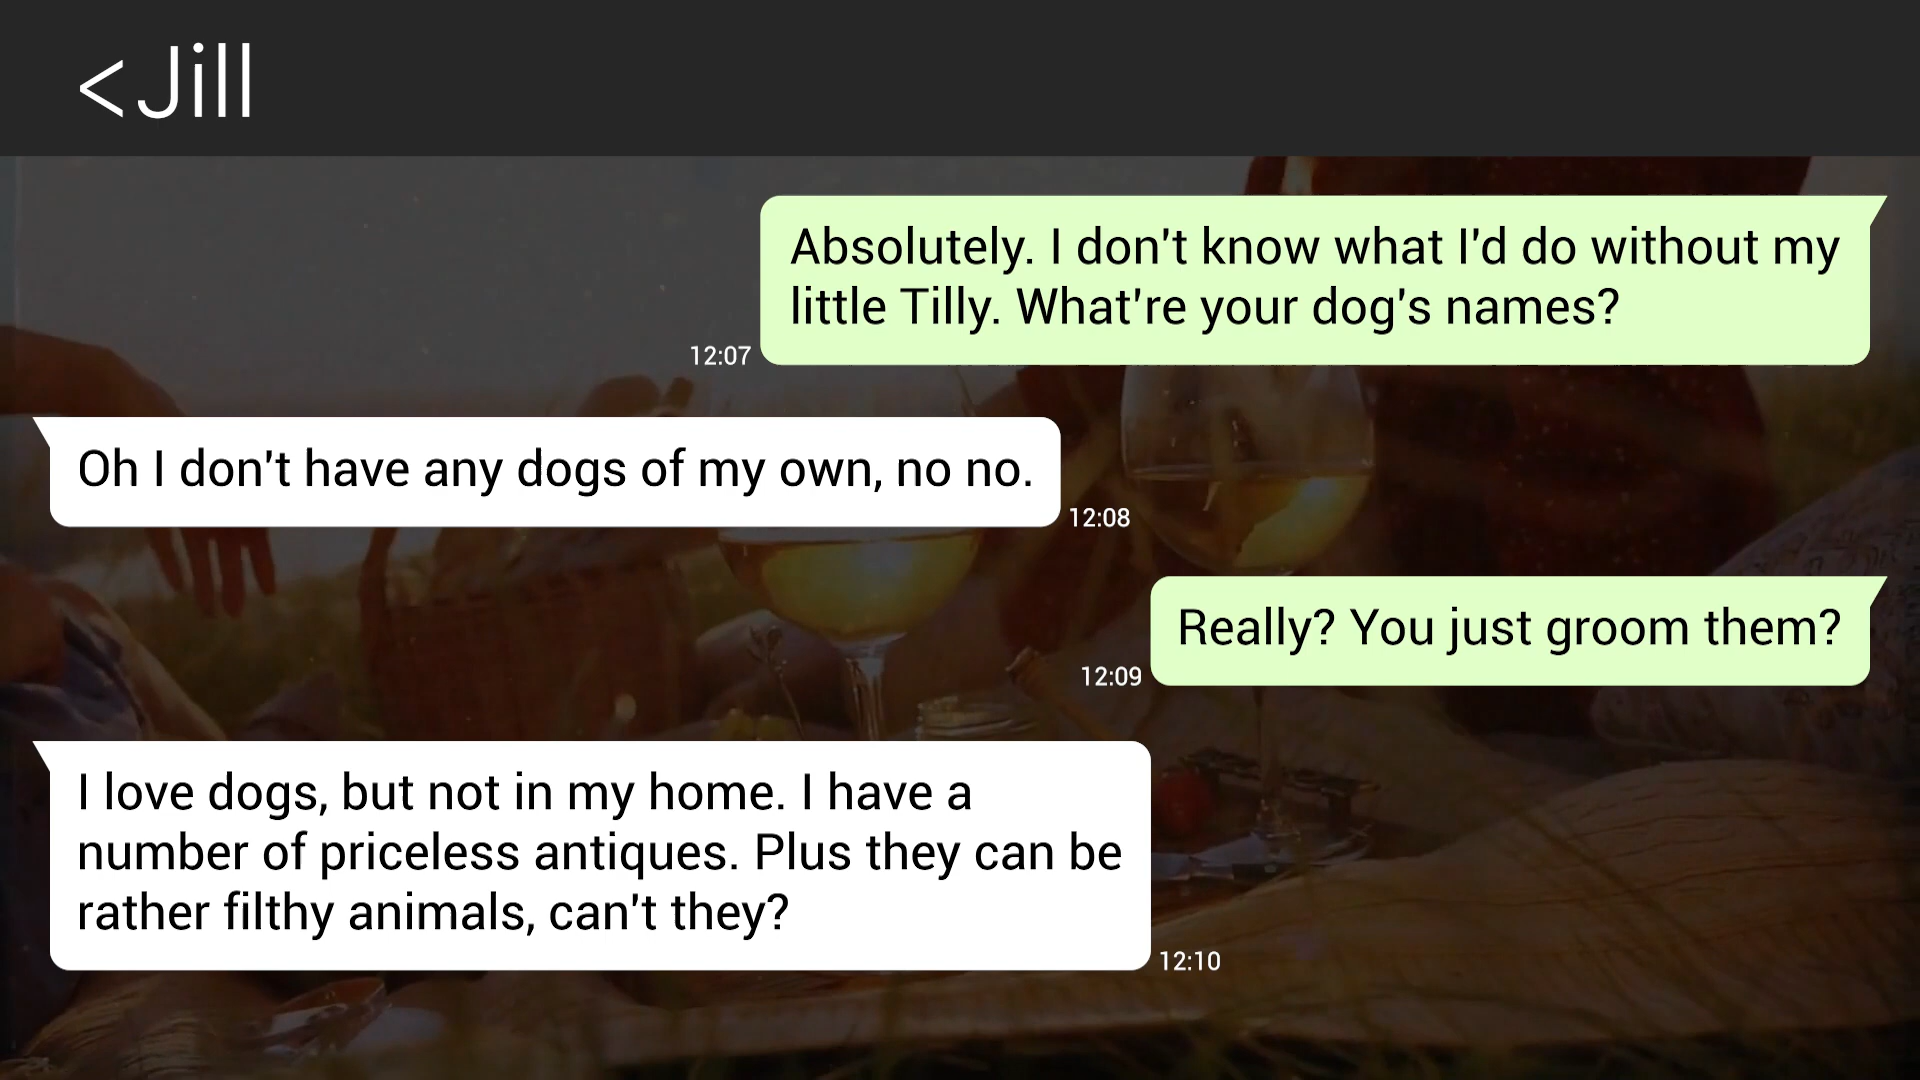 <Jill
Absolutely. I don't know what I'd do without my
little Tilly. What're your dog's names?
12:07
Oh I don't have any dogs of my own, no no.
12:08
Really? You just groom them?
12:09
I love dogs, but not in my home. I have a
number of priceless antiques. Plus they can be
rather filthy animals, can't they?
12:10